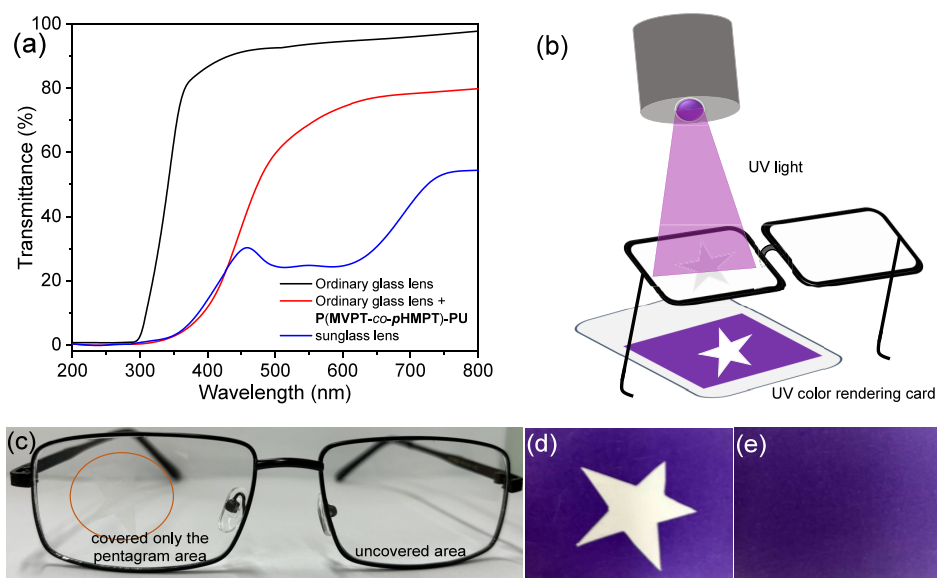 (a)
100
80
60
40
20
0
Transmittance (%)
Ordinary glass lens
Ordinary glass lens +
P(MVPT-co-pHMPT)-PU
sunglass lens
200 300 400 500 600 700 800
Wavelength (nm)
(b)
UV light
UV color rendering card
(c)
covered only the
pentagram area
uncovered area
(d)
(e)